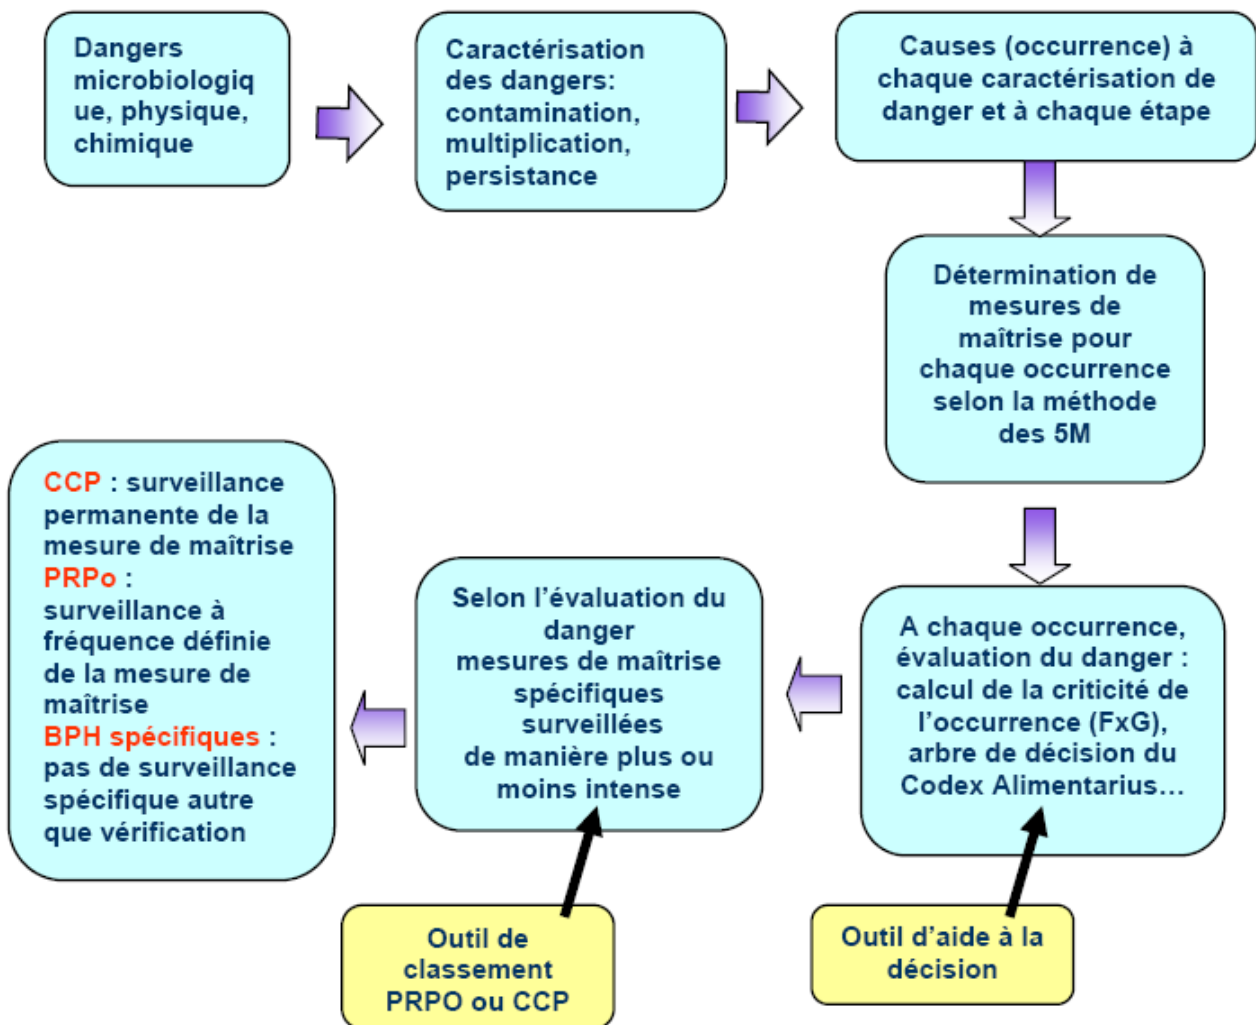 Dangers
microbiologiq
ue, physique,
chimique
Caractérisation
des dangers:
contamination,
multiplication,
persistance
Causes (occurrence) à
chaque caractérisation de
danger et à chaque étape
Détermination de
mesures de
maîtrise pour
chaque occurrence
selon la méthode
des 5M
A chaque occurrence,
évaluation du danger :
calcul de la criticité de
l'occurrence (FxG),
arbre de décision du
Codex Alimentarius…
Outil d'aide à la
décision
Selon l'évaluation du
danger
mesures de maîtrise
spécifiques
surveillées
de manière plus ou
moins intense
Outil de
classement
PRPO ou CCP
CCP : surveillance
permanente de la
mesure de maîtrise
PRPo :
surveillance à
fréquence définie
de la mesure de
maîtrise
BPH spécifiques :
pas de surveillance
spécifique autre
que vérification